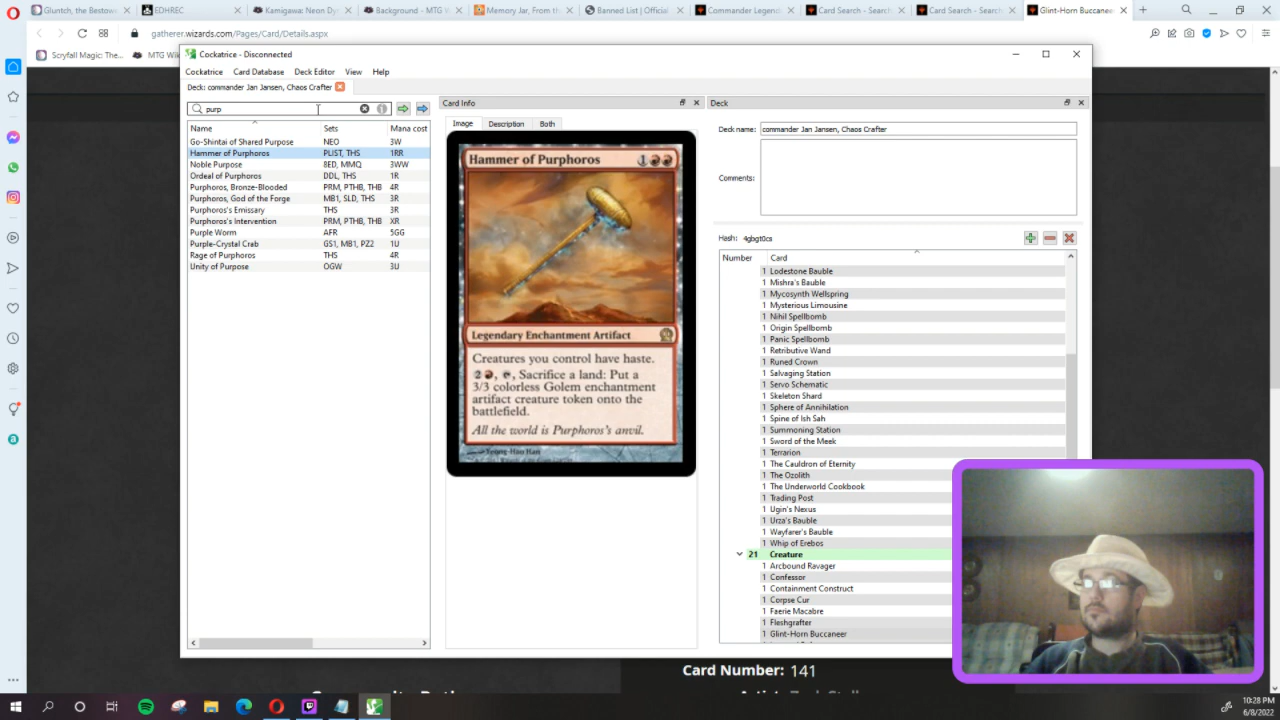 Gluntch, the Bestowe
EDHREC
Kamigawa: Neon Dy
Background - MTG W
Memory Jar, From th
Banned List | Official
Commander Legend
Card Search - Search
Card Search - Search
Glint-Horn Buccanee
gatherer.wizards.com/Pages/Card/Details.aspx
Scryfall Magic: The...
MTG Wik
Cockatrice - Disconnected
Cockatrice
Card Database
Deck Editor
View
Help
Deck: commander Jan Jansen, Chaos Crafter
purp
Name Sets Mana cost
Go-Shintai of Shared Purpose NEO 3W
Hammer of Purphoros PLIST, THS 1RR
Noble Purpose 8ED, MMQ 3WW
Ordeal of Purphoros DDL, THS 1R
Purphoros, Bronze-Blooded PRM, PTHB, THB 4R
Purphoros, God of the Forge MB1, SLD, THS 3R
Purphoros's Emissary THS 3R
Purphoros's Intervention PRM, PTHB, THB XR
Purple Worm AFR 5GG
Purple-Crystal Crab GS1, MB1, PZ2 1U
Rage of Purphoros THS 4R
Unity of Purpose OGW 3U
Card Info
Image Description Both
Hammer of Purphoros 1
Legendary Enchantment Artifact
Creatures you control have haste.
2 , , Sacrifice a land: Put a
3/3 colorless Golem enchantment
artifact creature token onto the
battlefield.
All the world is Purphoros's anvil.
Yeong-Hao Han
Deck
Deck name: commander Jan Jansen, Chaos Crafter
Comments:
Hash: 4gbgt0cs
Number Card
1 Lodestone Bauble
1 Mishra's Bauble
1 Mycosynth Wellspring
1 Mysterious Limousine
1 Nihil Spellbomb
1 Origin Spellbomb
1 Panic Spellbomb
1 Retributive Wand
1 Runed Crown
1 Salvaging Station
1 Servo Schematic
1 Skeleton Shard
1 Sphere of Annihilation
1 Spine of Ish Sah
1 Summoning Station
1 Sword of the Meek
1 Terrarion
1 The Cauldron of Eternity
1 The Ozolith
1 The Underworld Cookbook
1 Trading Post
1 Ugin's Nexus
1 Urza's Bauble
1 Wayfarer's Bauble
1 Whip of Erebos
21 Creature
1 Arcbound Ravager
1 Confessor
1 Containment Construct
1 Corpse Cur
1 Faerie Macabre
1 Fleshgrafter
1 Glint-Horn Buccaneer
Card Number: 141
10:28 PM
6/8/2022